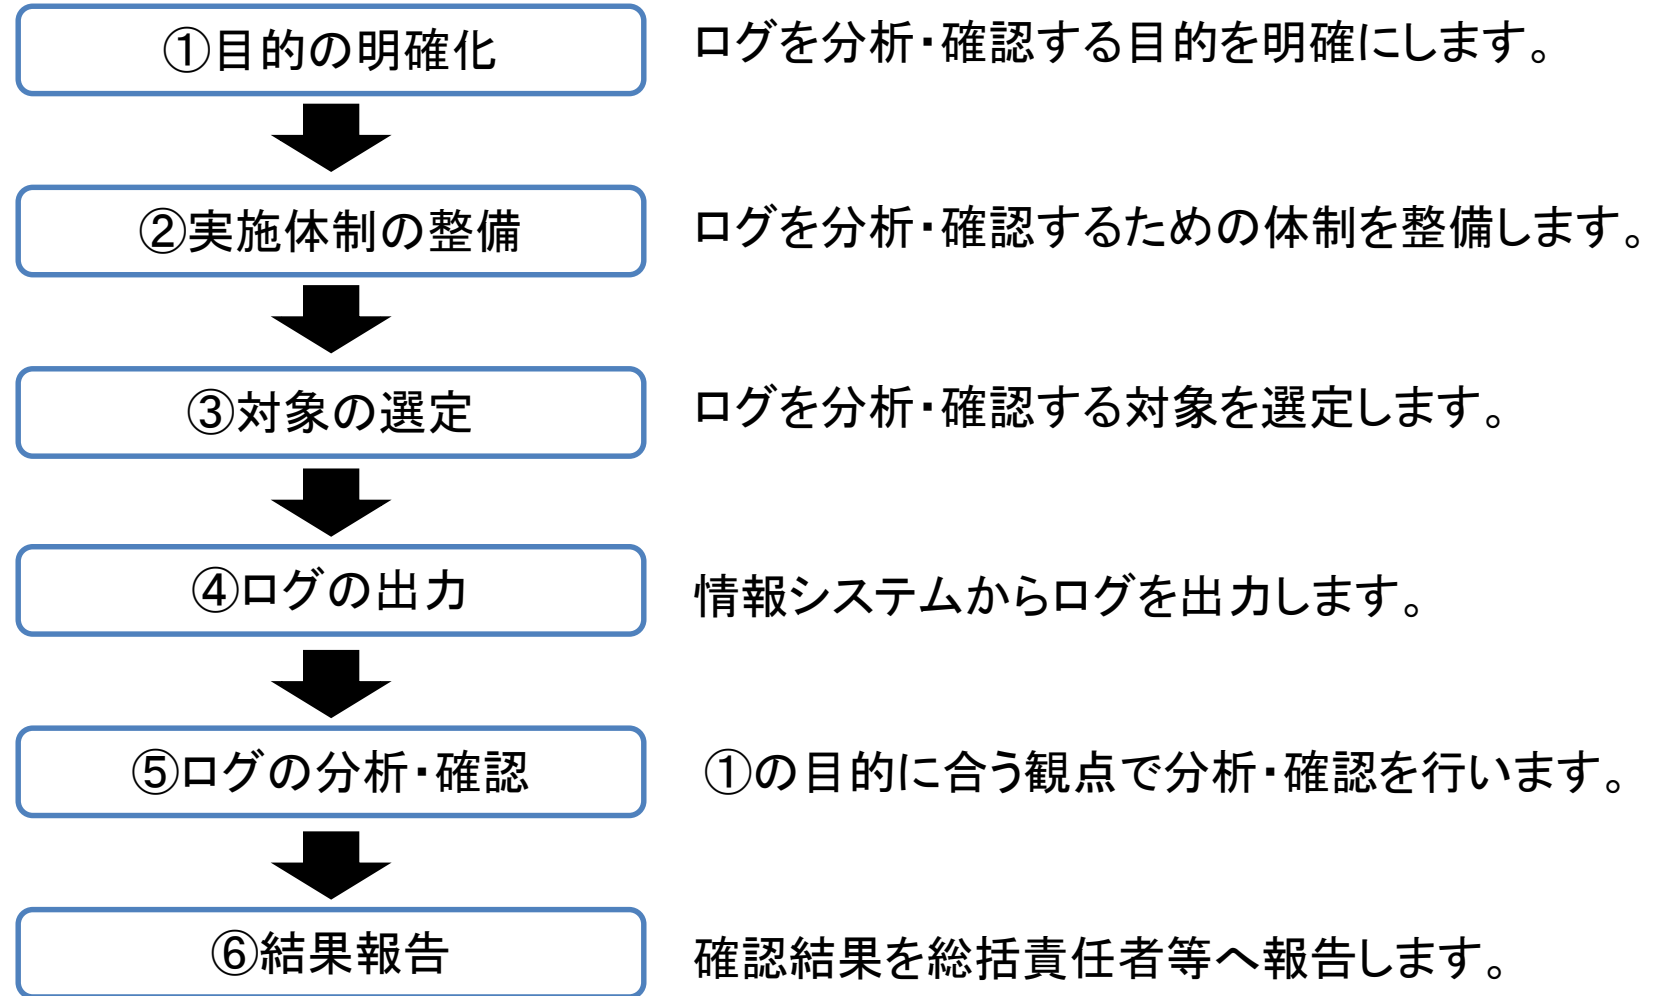 ①目的の明確化
ログを分析・確認する目的を明確にします。
②実施体制の整備
ログを分析・確認するための体制を整備します。
③対象の選定
ログを分析・確認する対象を選定します。
④ログの出力
情報システムからログを出力します。
⑤ログの分析・確認
①の目的に合う観点で分析・確認を行います。
⑥結果報告
確認結果を総括責任者等へ報告します。